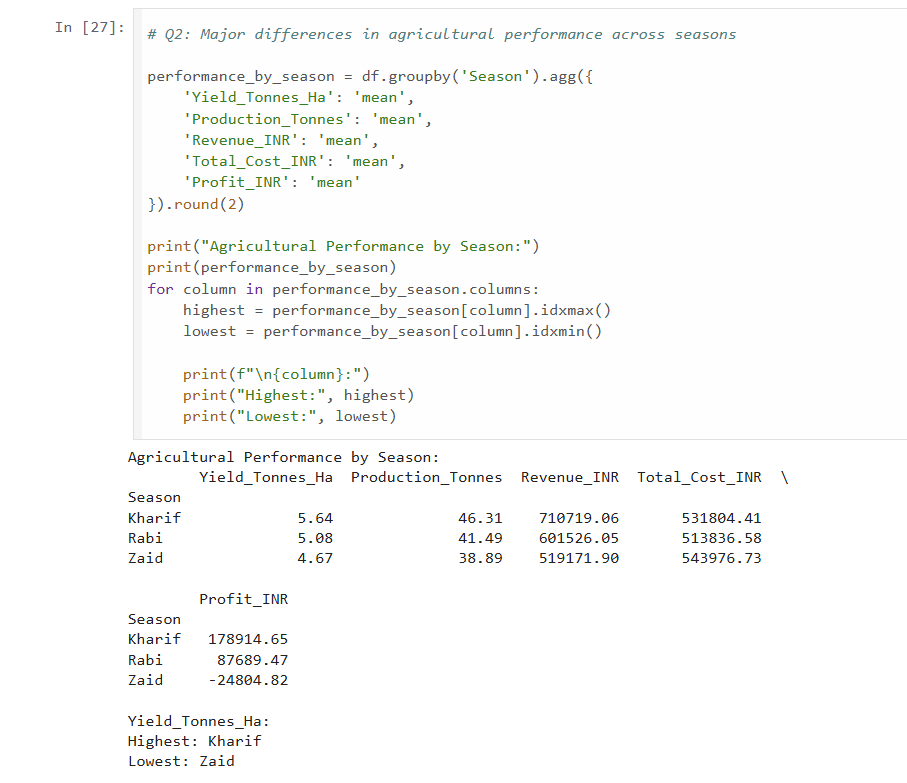 In [27]:
# Q2: Major differences in agricultural performance across seasons
performance_by_season = df.groupby('Season').agg({
    'Yield_Tonnes_Ha': 'mean',
    'Production_Tonnes': 'mean',
    'Revenue_INR': 'mean',
    'Total_Cost_INR': 'mean',
    'Profit_INR': 'mean'
}).round(2)
print("Agricultural Performance by Season:")
print(performance_by_season)
for column in performance_by_season.columns:
    highest = performance_by_season[column].idxmax()
    lowest = performance_by_season[column].idxmin()
    print(f"\n{column}:")
    print("Highest:", highest)
    print("Lowest:", lowest)
Agricultural Performance by Season:
        Yield_Tonnes_Ha  Production_Tonnes  Revenue_INR  Total_Cost_INR  \
Season
Kharif             5.64              46.31    710719.06       531804.41
Rabi               5.08              41.49    601526.05       513836.58
Zaid               4.67              38.89    519171.90       543976.73
        Profit_INR
Season
Kharif   178914.65
Rabi      87689.47
Zaid     -24804.82
Yield_Tonnes_Ha:
Highest: Kharif
Lowest: Zaid